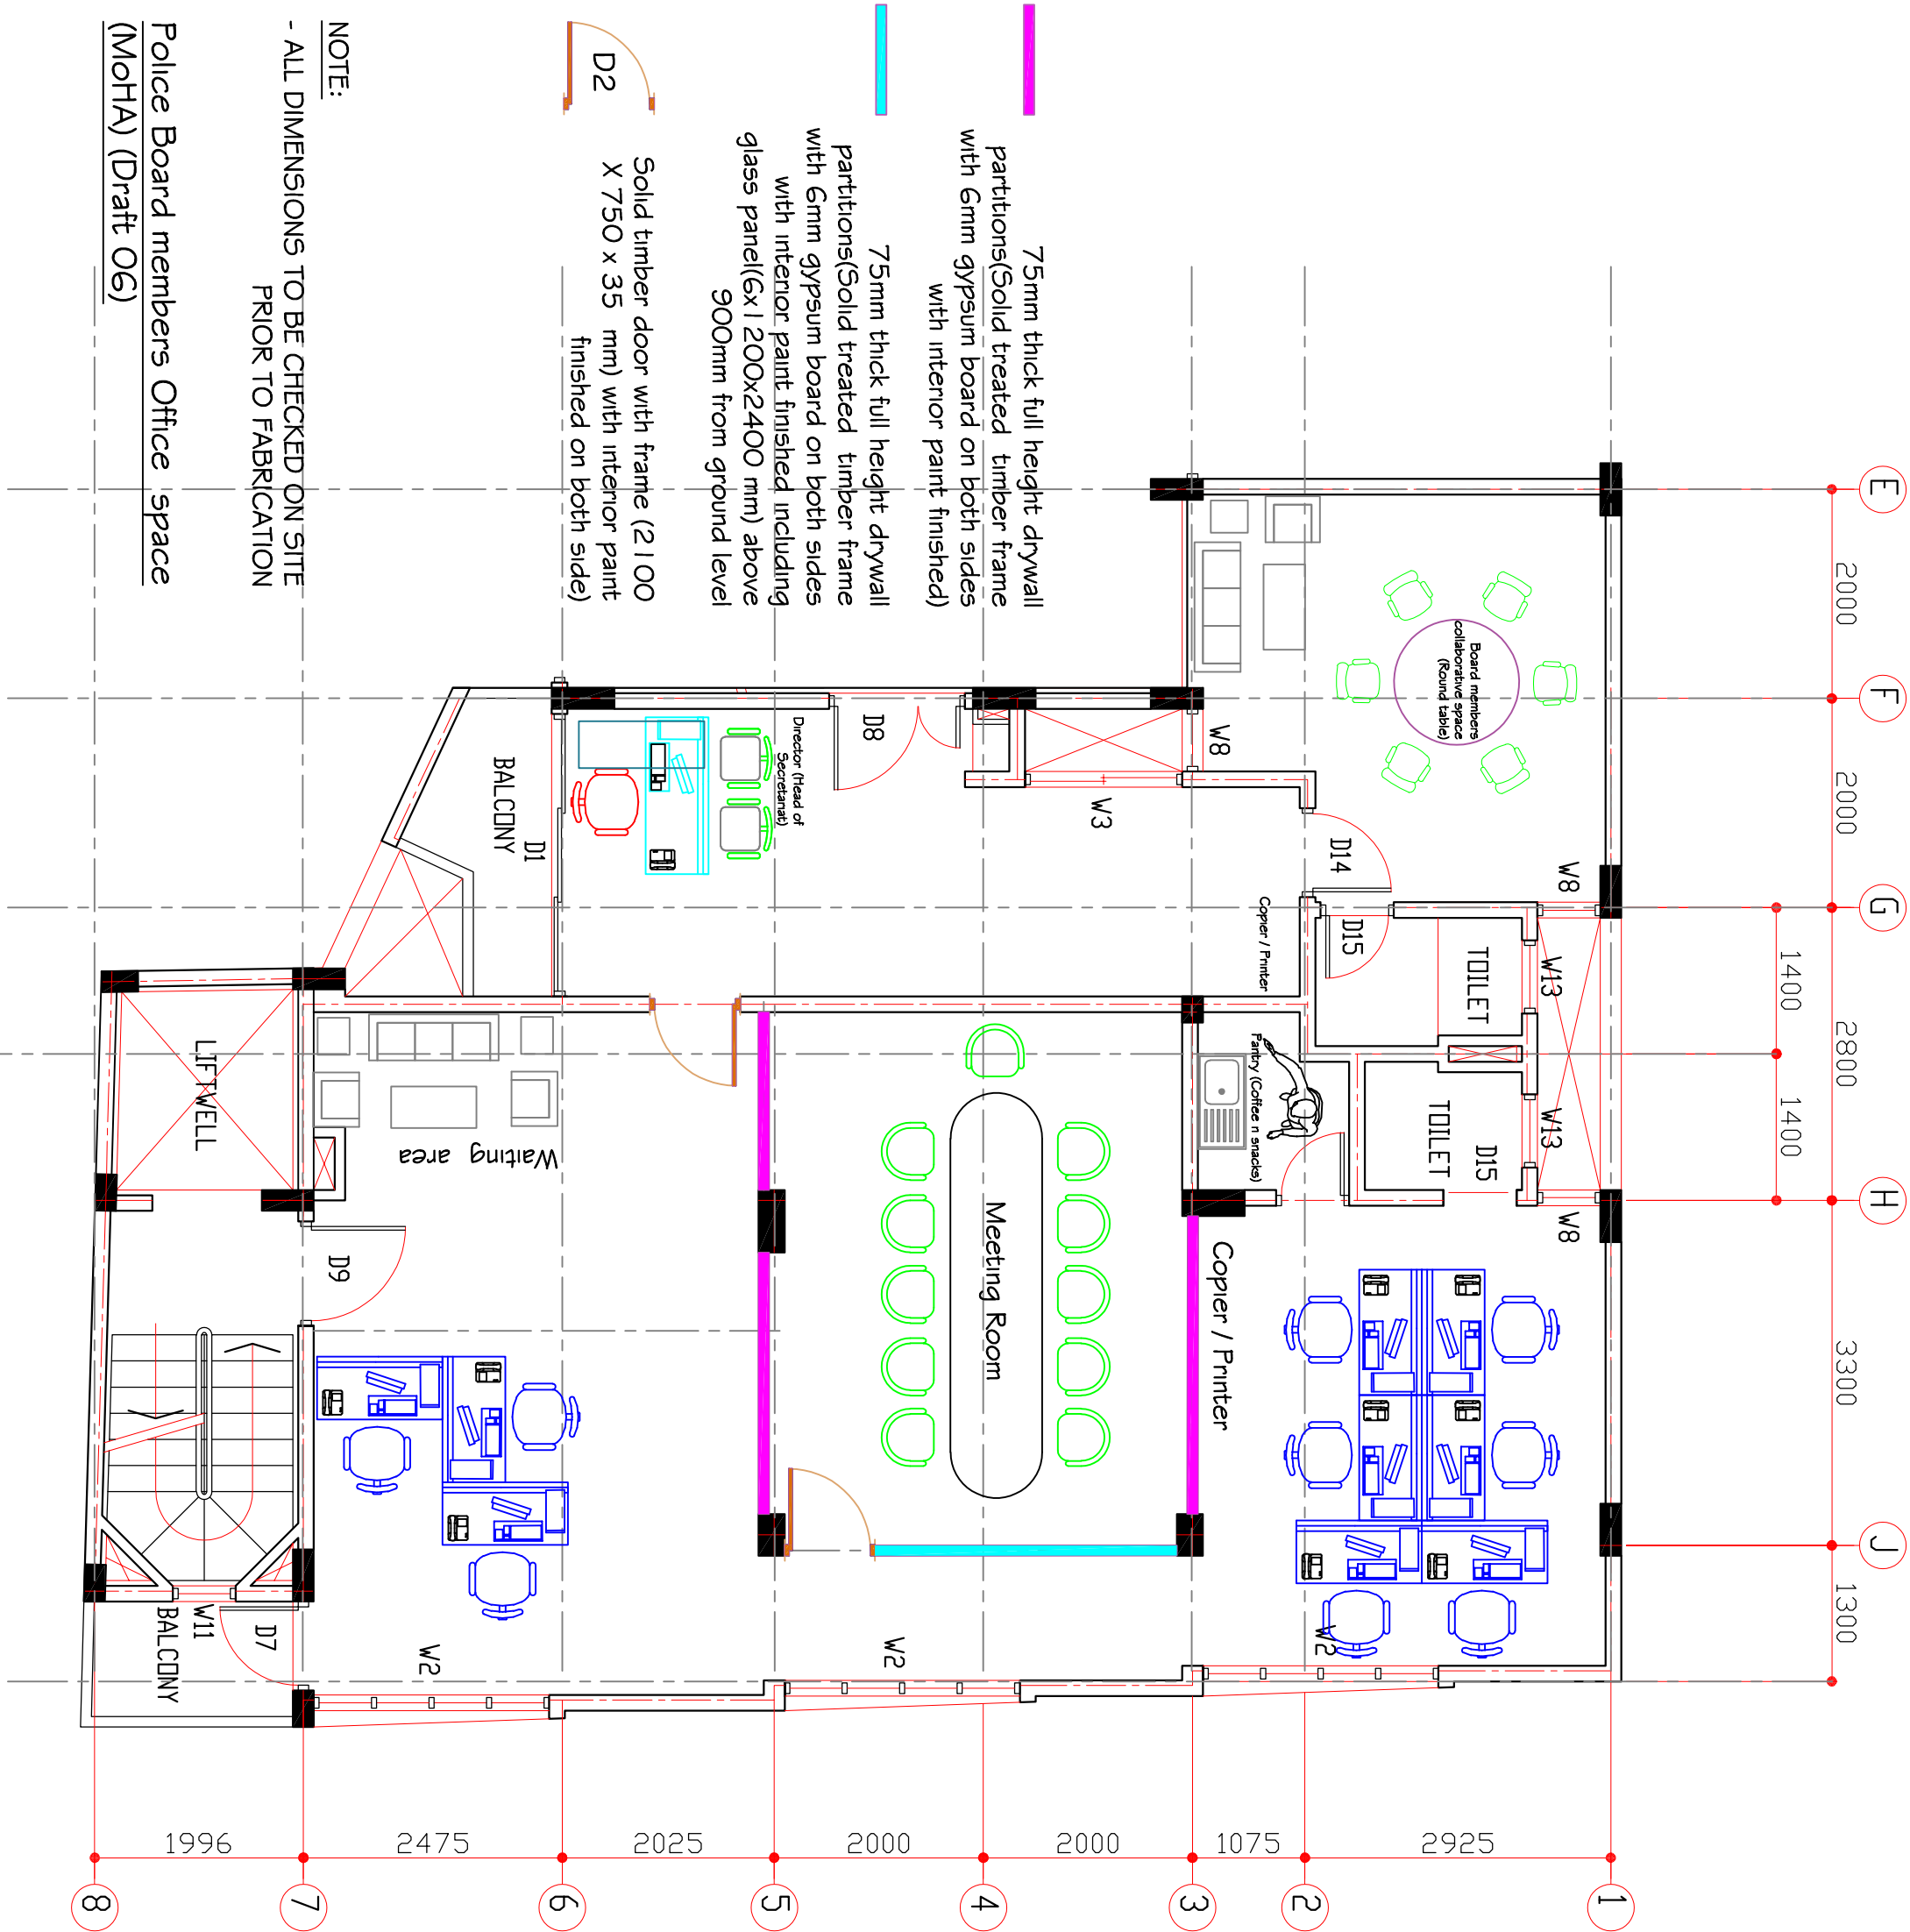 E
F
G
H
J
2000
2000
2800
3300
1300
1400
1400
75mm thick full height drywall
partitions(Solid treated timber frame
with 6mm gypsum board on both sides
with interior paint finished)
75mm thick full height drywall
partitions(Solid treated timber frame
with 6mm gypsum board on both sides
with interior paint finished including
glass panel(6x1200x2400 mm) above
900mm from ground level
D2
Solid timber door with frame (2100
X 750 x 35 mm) with interior paint
finished on both side)
NOTE:
- ALL DIMENSIONS TO BE CHECKED ON SITE
PRIOR TO FABRICATION
Police Board members Office space
(MoHA) (Draft 06)
Board members
collaborative space
(Round table)
W8
W8
W8
W3
D14
D15
D15
TOILET
TOILET
W13
W13
D8
Director (Head of
Secretariat)
Copier / Printer
Pantry (Coffee n snacks)
Copier / Printer
Meeting Room
BALCONY
D1
Waiting area
LIFTWELL
D9
W2
W2
W2
W11
D7
BALCONY
1996
2475
2025
2000
2000
1075
2925
8
7
6
5
4
3
2
1